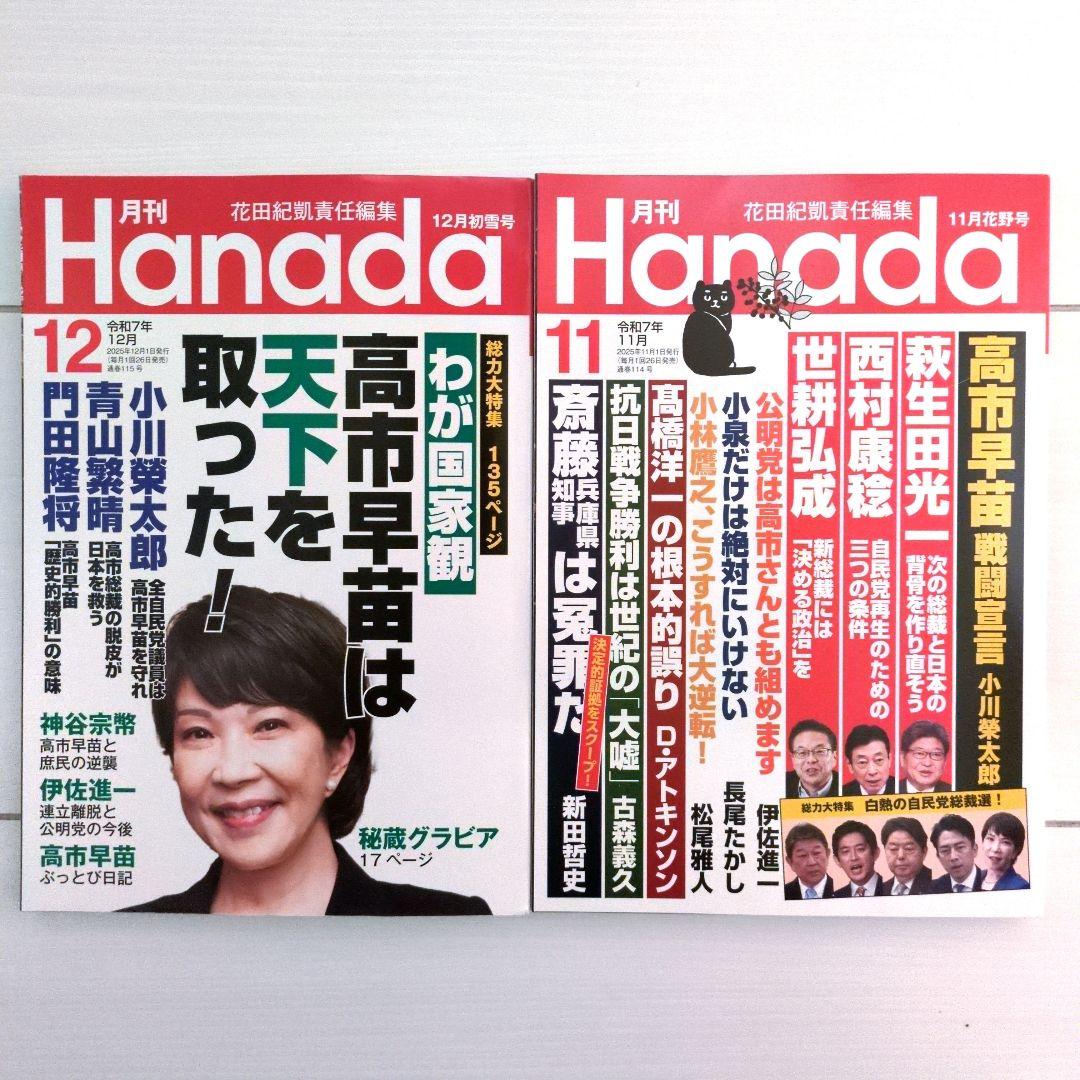 月刊
花田紀凱責任編集
12月初雪号
Hanada
12
令和7年
12月
2025年12月1日発行
(毎月1回26日発売)
通巻115号
総力大特集 135ページ
わが国家観
高市早苗は
天下を
取った!
小川榮太郎
全自民党議員は
高市早苗を守れ
青山繁晴
高市総裁の脱皮が
日本を救う
門田隆将
高市早苗
「歴史的勝利」の意味
神谷宗幣
高市早苗と
庶民の逆襲
伊佐進一
連立離脱と
公明党の今後
高市早苗
ぶっとび日記
秘蔵グラビア
17ページ
月刊
花田紀凱責任編集
11月花野号
Hanada
11
令和7年
11月
2025年11月1日発行
(毎月1回26日発売)
通巻114号
高市早苗 戦闘宣言 小川榮太郎
萩生田光一
次の総裁と日本の
背骨を作り直そう
西村康稔
自民党再生のための
三つの条件
世耕弘成
新総裁には
「決める政治」を
公明党は高市さんとも組めます 伊佐進一
小泉だけは絶対にいけない 長尾たかし
小林鷹之、こうすれば大逆転! 松尾雅人
髙橋洋一の根本的誤り D・アトキンソン
抗日戦争勝利は世紀の「大嘘」 古森義久
斎藤兵庫県知事は冤罪だ 新田哲史
決定的証拠をスクープ!
総力大特集 白熱の自民党総裁選!